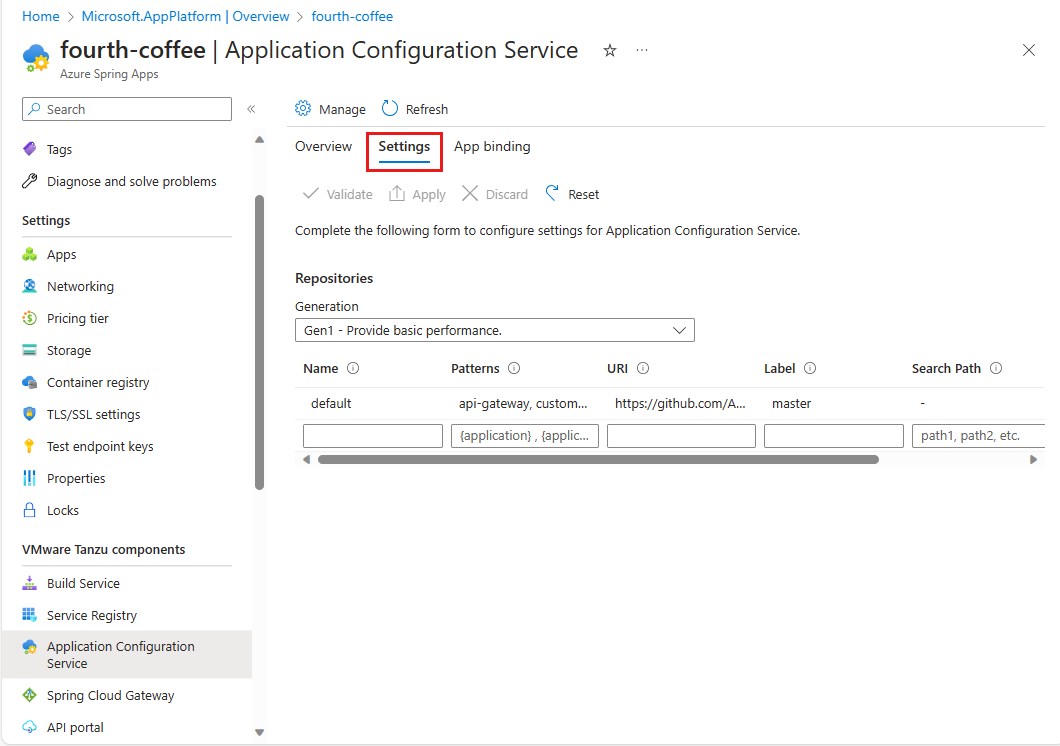 Home > Microsoft.AppPlatform | Overview > fourth-coffee
fourth-coffee | Application Configuration Service
Azure Spring Apps
Search
Tags
Diagnose and solve problems
Settings
Apps
Networking
Pricing tier
Storage
Container registry
TLS/SSL settings
Test endpoint keys
Properties
Locks
VMware Tanzu components
Build Service
Service Registry
Application Configuration
Service
Spring Cloud Gateway
API portal
Manage Refresh
Overview Settings App binding
Validate Apply Discard Reset
Complete the following form to configure settings for Application Configuration Service.
Repositories
Generation
Gen1 - Provide basic performance.
Name Patterns URI Label Search Path
default api-gateway, custom... https://github.com/A... master -
{application} , {applic... path1, path2, etc.